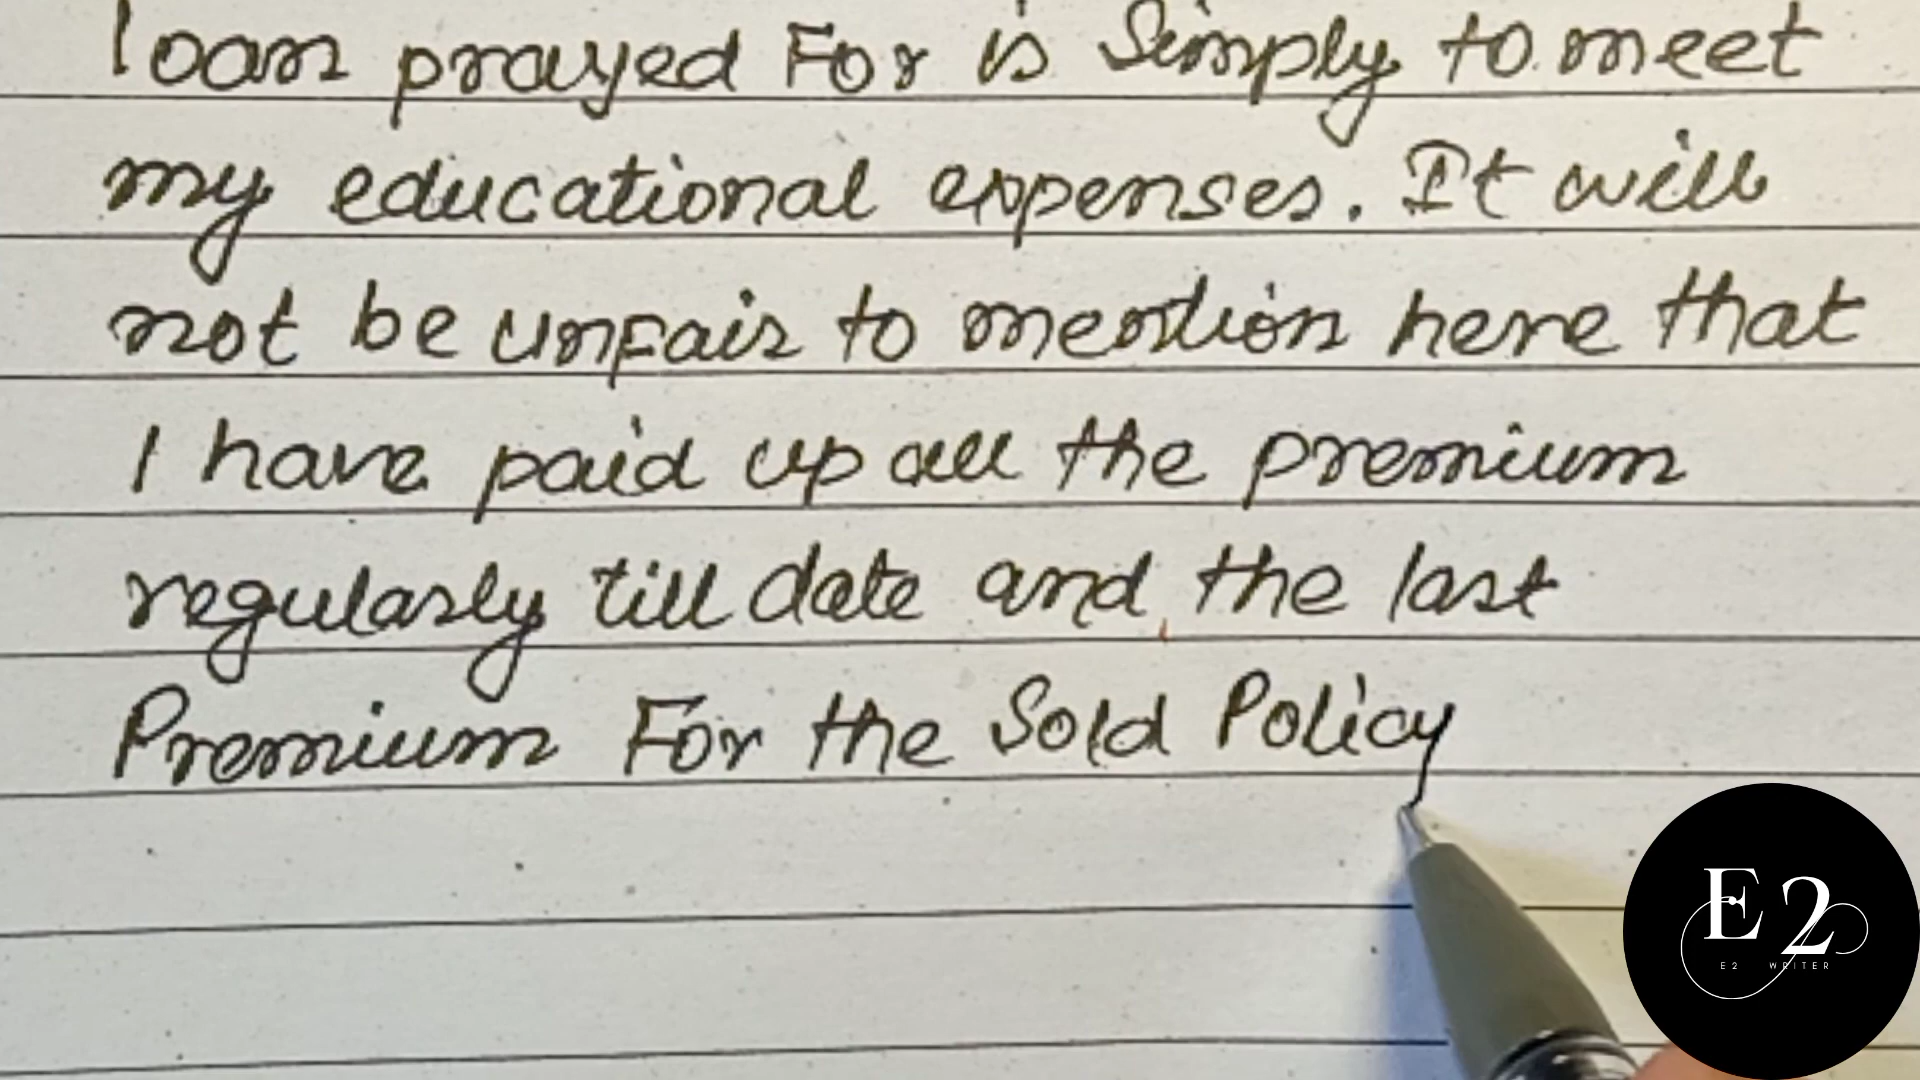 loan prayed For is Simply to meet
my educational expenses. It will
not be unfair to mention here that
I have paid up all the premium
regularly till date and the last
Premium For the Sold Policy
E2
E2 WRITER